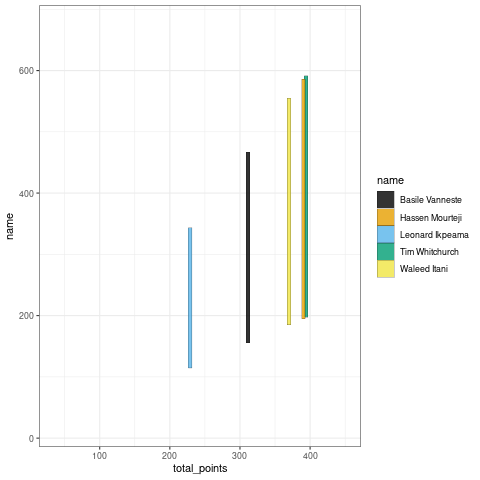 600
400
200
0
name
100 200 300 400
total_points
name
Basile Vanneste
Hassen Mourteji
Leonard Ikpeama
Tim Whitchurch
Waleed Itani